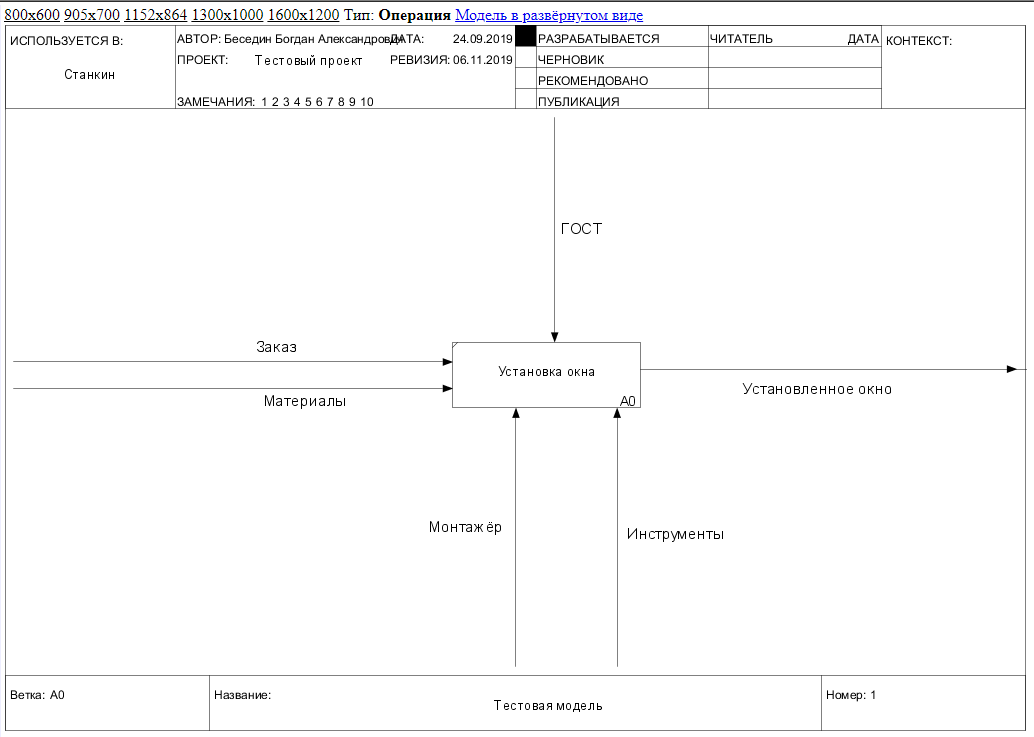 800x600 905x700 1152x864 1300x1000 1600x1200 Тип: Операция Модель в развёрнутом виде
ИСПОЛЬЗУЕТСЯ В:
Станкин
АВТОР: Беседин Богдан Александрович
ДАТА: 24.09.2019
ПРОЕКТ: Тестовый проект
РЕВИЗИЯ: 06.11.2019
ЗАМЕЧАНИЯ: 1 2 3 4 5 6 7 8 9 10
РАЗРАБАТЫВАЕТСЯ
ЧЕРНОВИК
РЕКОМЕНДОВАНО
ПУБЛИКАЦИЯ
ЧИТАТЕЛЬ ДАТА
КОНТЕКСТ:
ГОСТ
Заказ
Материалы
Установка окна
A0
Установленное окно
Монтажёр
Инструменты
Ветка: A0
Название:
Тестовая модель
Номер: 1